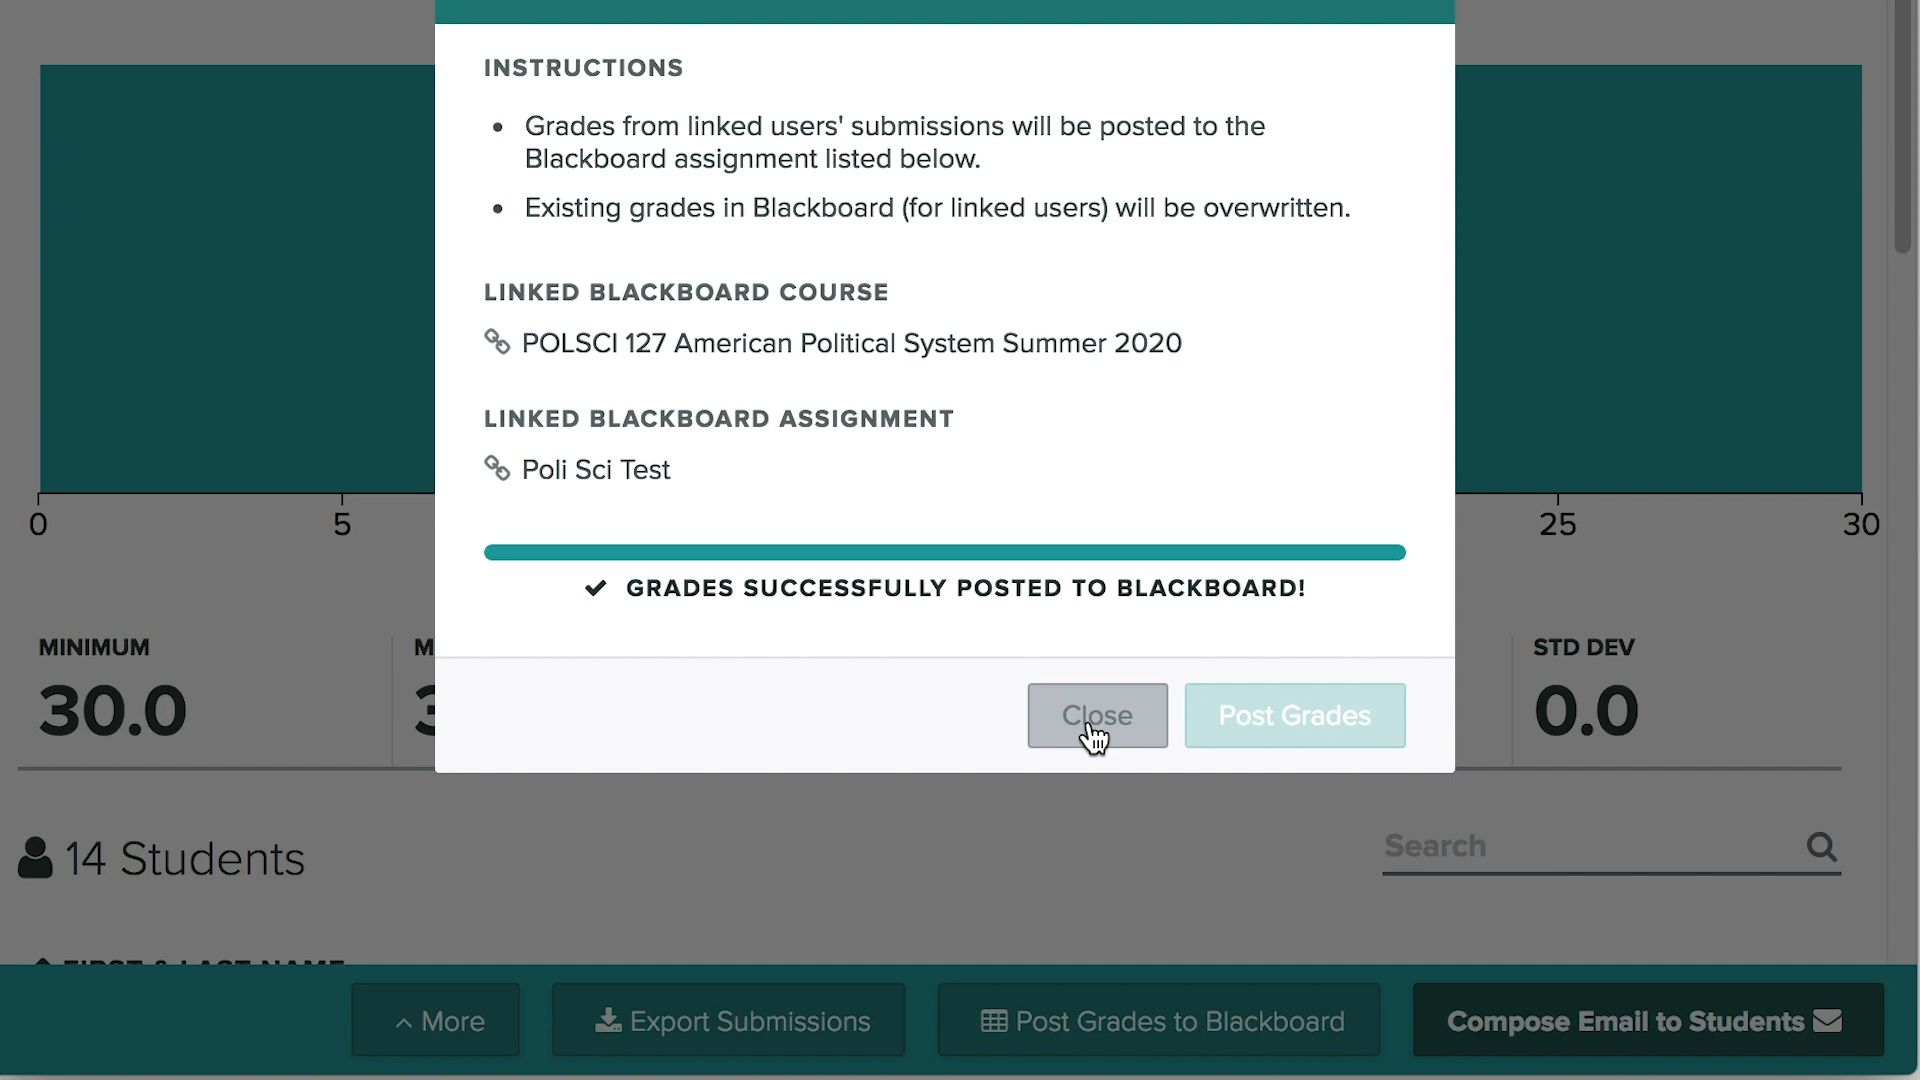 INSTRUCTIONS
Grades from linked users' submissions will be posted to the
Blackboard assignment listed below.
Existing grades in Blackboard (for linked users) will be overwritten.
LINKED BLACKBOARD COURSE
POLSCI 127 American Political System Summer 2020
LINKED BLACKBOARD ASSIGNMENT
Poli Sci Test
0
5
25
30
GRADES SUCCESSFULLY POSTED TO BLACKBOARD!
MINIMUM
30.0
STD DEV
0.0
Close
Post Grades
14 Students
Search
FIRST & LAST NAME
More
Export Submissions
Post Grades to Blackboard
Compose Email to Students